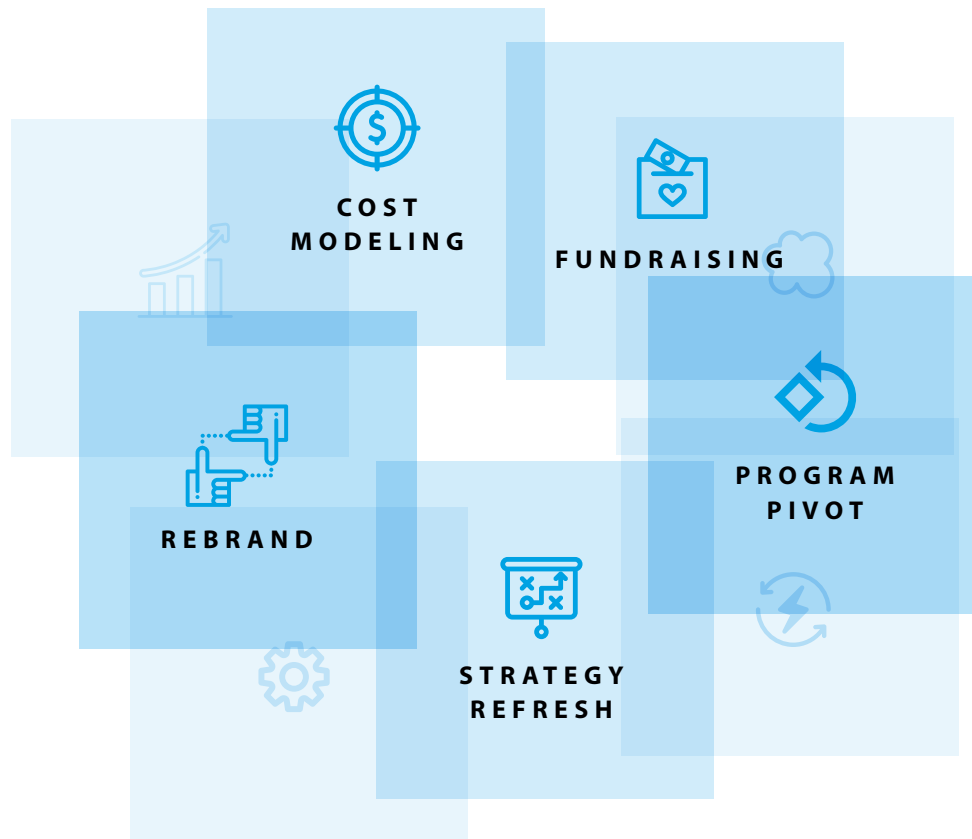 COST
MODELING
FUNDRAISING
PROGRAM
PIVOT
REBRAND
STRATEGY
REFRESH